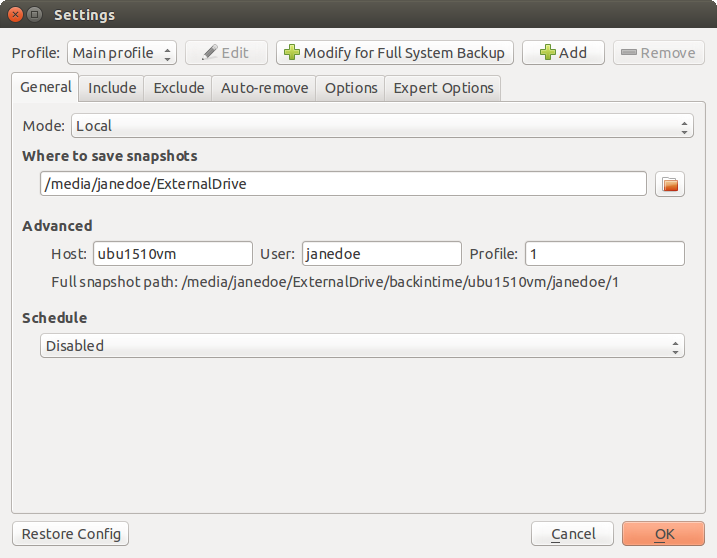 Settings
Profile: Main profile Edit Modify for Full System Backup Add Remove
General Include Exclude Auto-remove Options Expert Options
Mode: Local
Where to save snapshots
/media/janedoe/ExternalDrive
Advanced
Host: ubu1510vm User: janedoe Profile: 1
Full snapshot path: /media/janedoe/ExternalDrive/backintime/ubu1510vm/janedoe/1
Schedule
Disabled
Restore Config Cancel OK